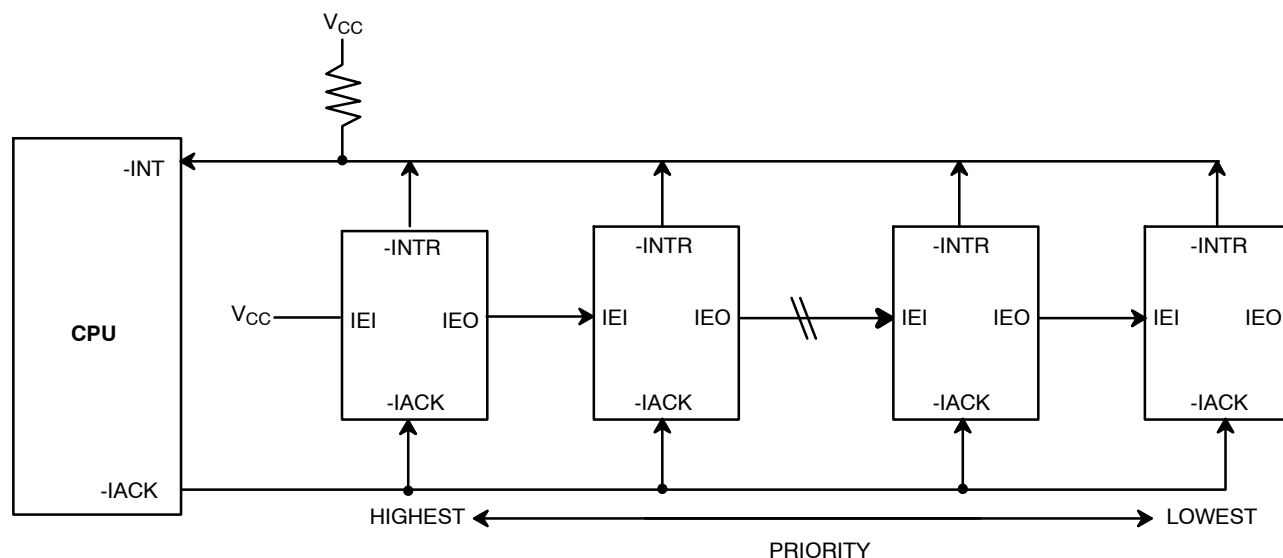 VCC
-INT
-INTR -INTR -INTR -INTR
VCC IEI IEO IEI IEO IEI IEO IEI IEO
CPU
-IACK -IACK -IACK -IACK
-IACK
HIGHEST LOWEST
PRIORITY